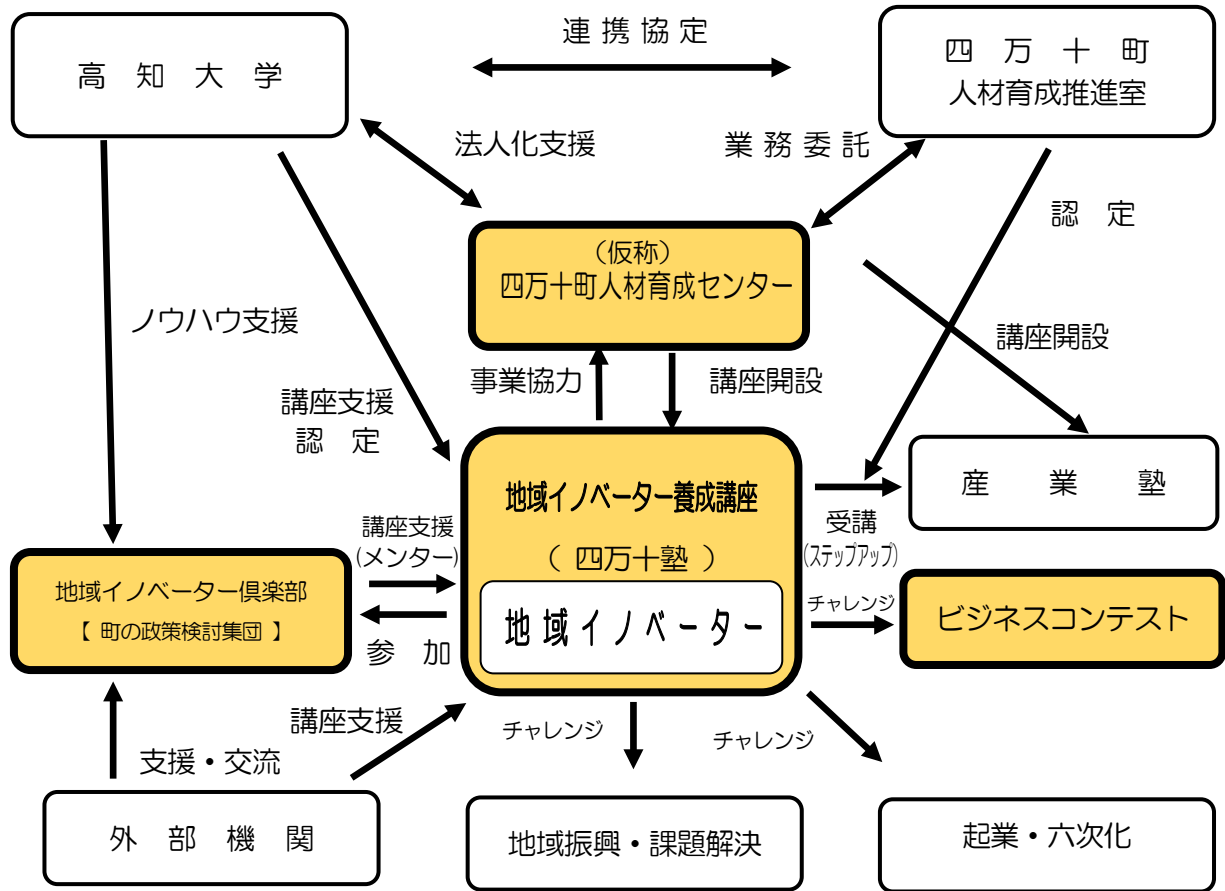 連携協定
高知大学
四万十町
人材育成推進室
法人化支援
業務委託
認定
(仮称)
四万十町人材育成センター
ノウハウ支援
講座開設
事業協力
講座開設
講座支援
認定
地域イノベーター養成講座
(四万十塾)
地域イノベーター
産業塾
受講
(ステップアップ)
講座支援
(メンター)
地域イノベーター倶楽部
【町の政策検討集団】
参加
チャレンジ
ビジネスコンテスト
講座支援
チャレンジ
チャレンジ
支援・交流
外部機関
地域振興・課題解決
起業・六次化